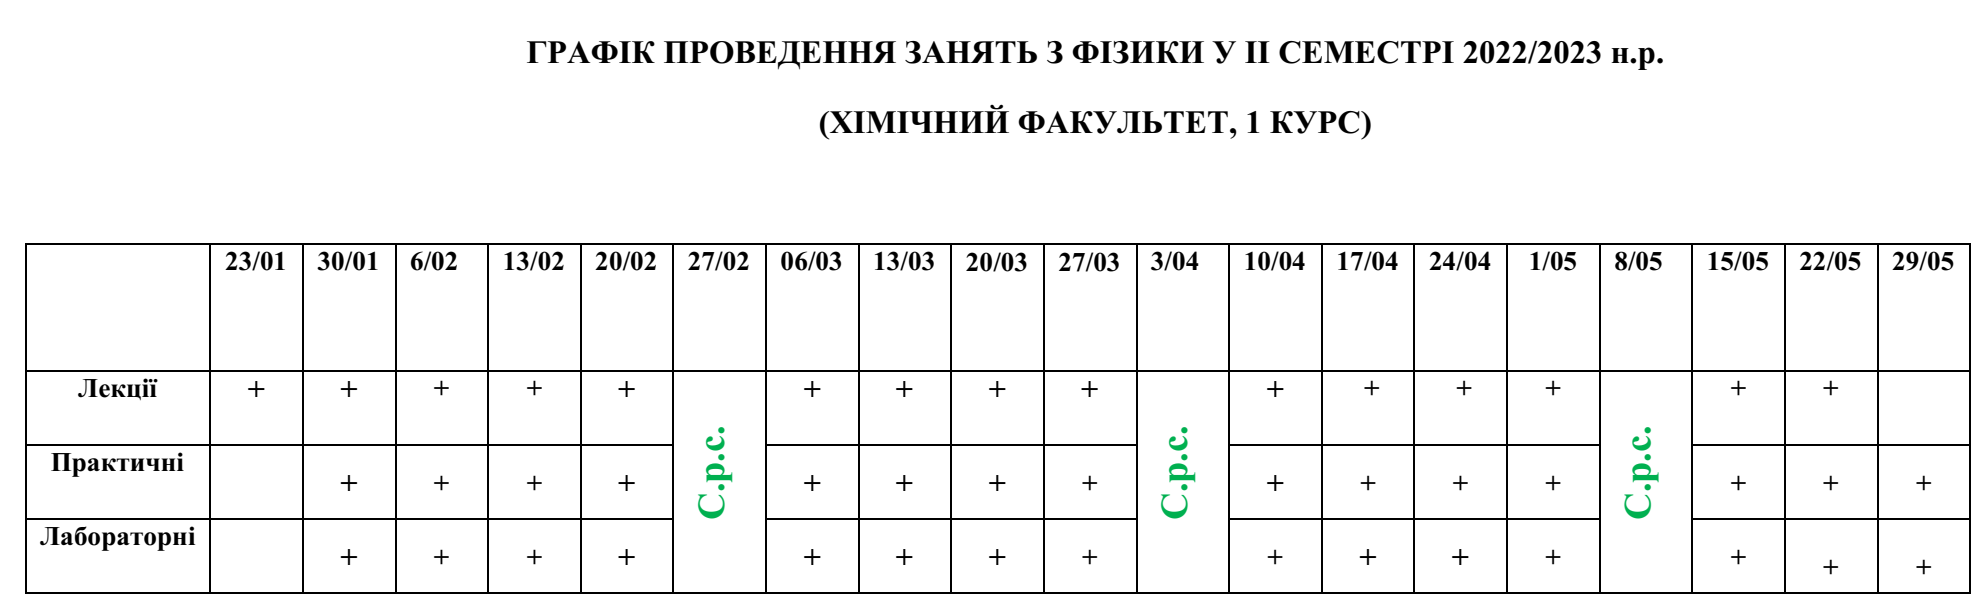 ГРАФІК ПРОВЕДЕННЯ ЗАНЯТЬ З ФІЗИКИ У ІІ СЕМЕСТРІ 2022/2023 н.р.
(ХІМІЧНИЙ ФАКУЛЬТЕТ, 1 КУРС)
23/01 30/01 6/02 13/02 20/02 27/02 06/03 13/03 20/03 27/03 3/04 10/04 17/04 24/04 1/05 8/05 15/05 22/05 29/05
Лекції + + + + + + + + + + + + + + +
С.р.с. С.р.с. С.р.с.
Практичні + + + + + + + + + + + + + + +
Лабораторні + + + + + + + + + + + + + + +